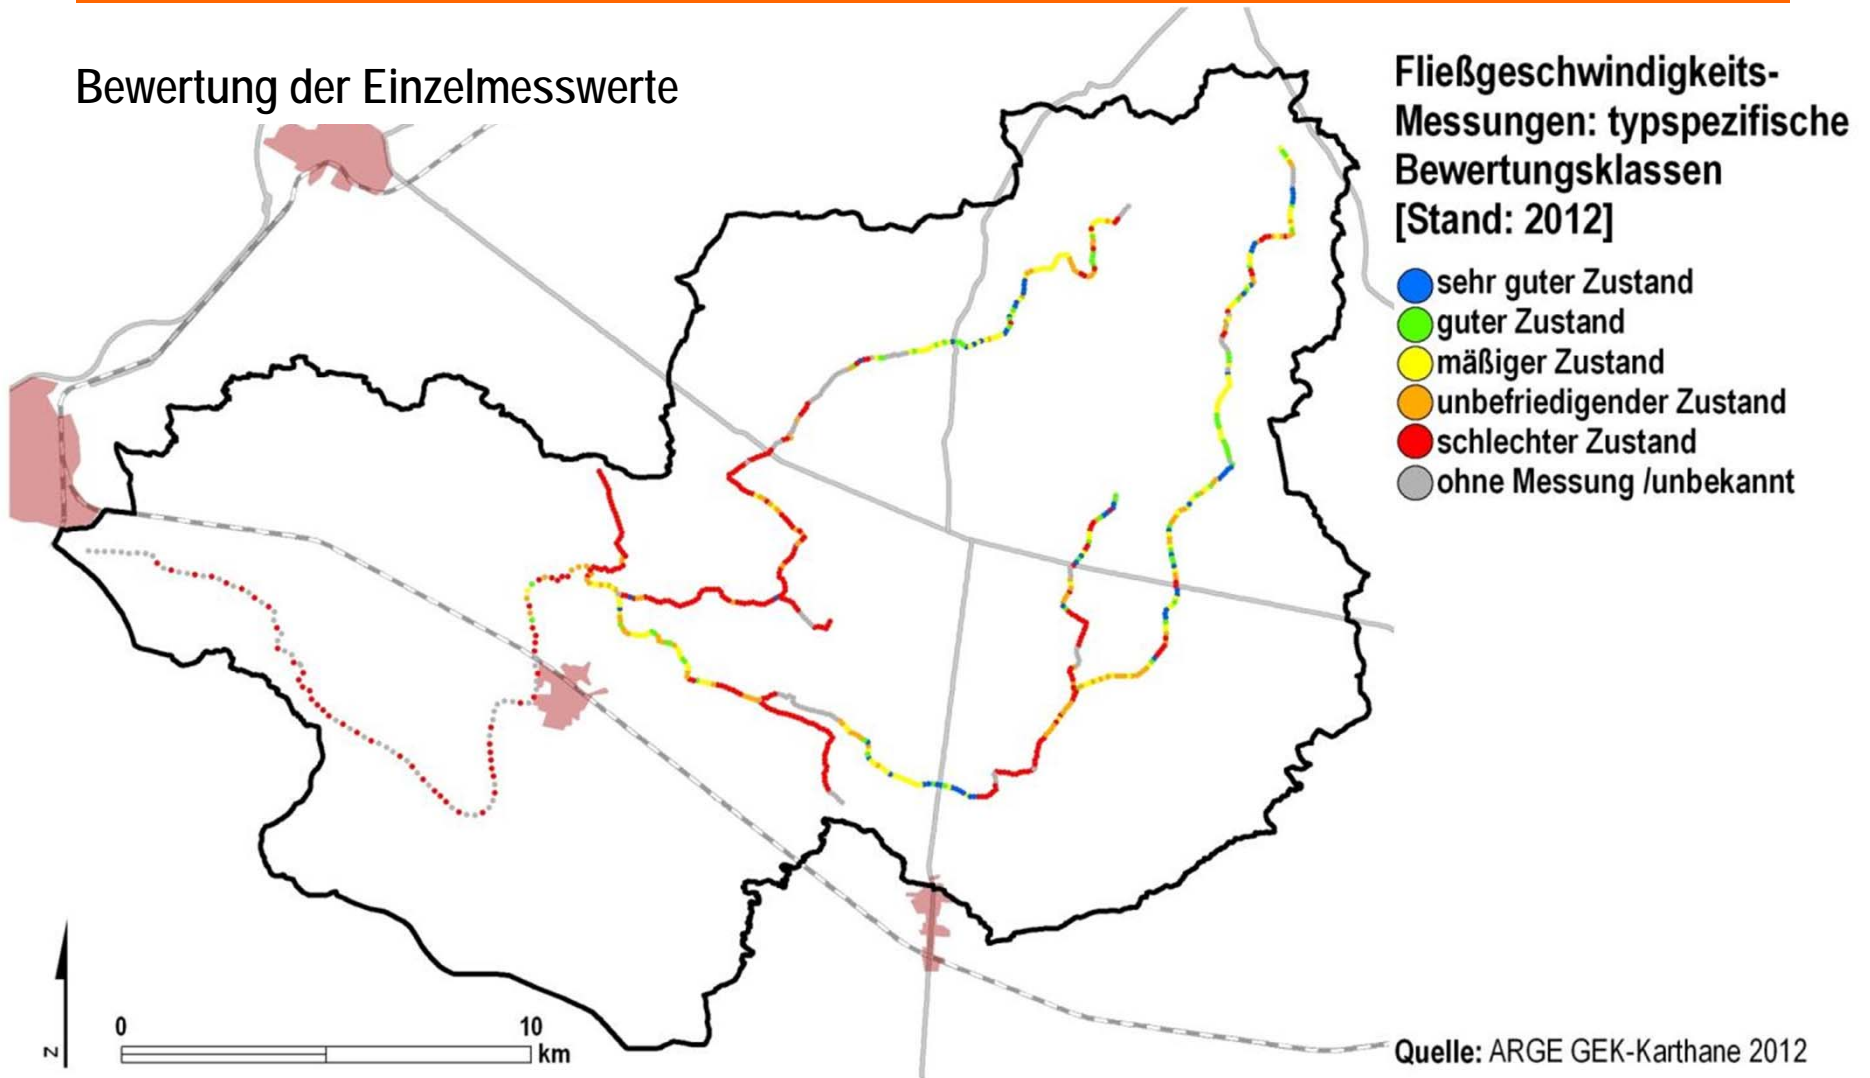 Bewertung der Einzelmesswerte
Fließgeschwindigkeits-
Messungen: typspezifische
Bewertungsklassen
[Stand: 2012]
sehr guter Zustand
guter Zustand
mäßiger Zustand
unbefriedigender Zustand
schlechter Zustand
ohne Messung /unbekannt
N
0 10
km
Quelle: ARGE GEK-Karthane 2012